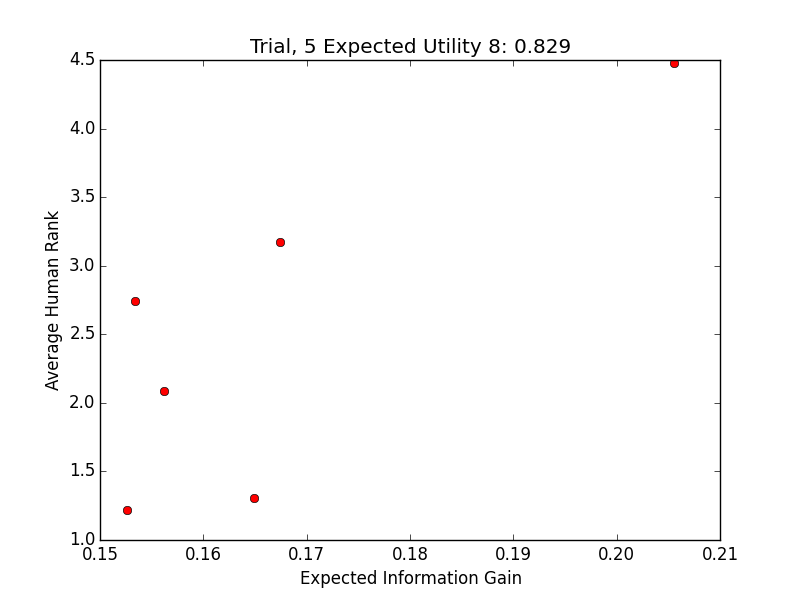 Trial, 5 Expected Utility 8: 0.829
4.5
4.0
3.5
3.0
2.5
2.0
1.5
1.0
Average Human Rank
0.15 0.16 0.17 0.18 0.19 0.20 0.21
Expected Information Gain